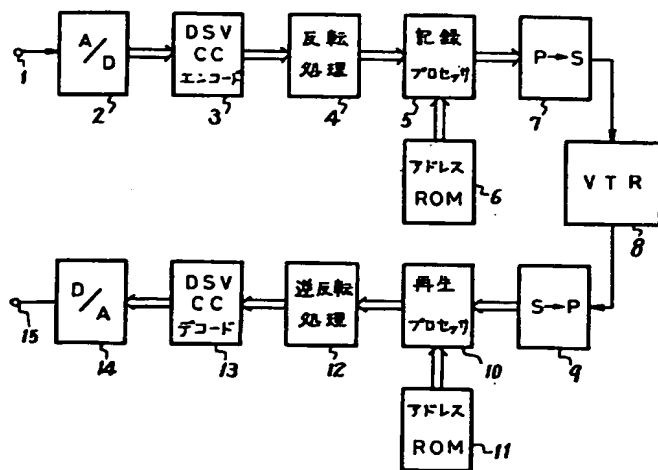 A/D
DSV
CC
エンコード
反転
処理
記録
プロセッサ
P→S
1
2
3
4
5
7
アドレス
ROM
6
VTR
8
D/A
DSV
CC
デコード
逆反転
処理
再生
プロセッサ
S→P
15
14
13
12
10
9
アドレス
ROM
11